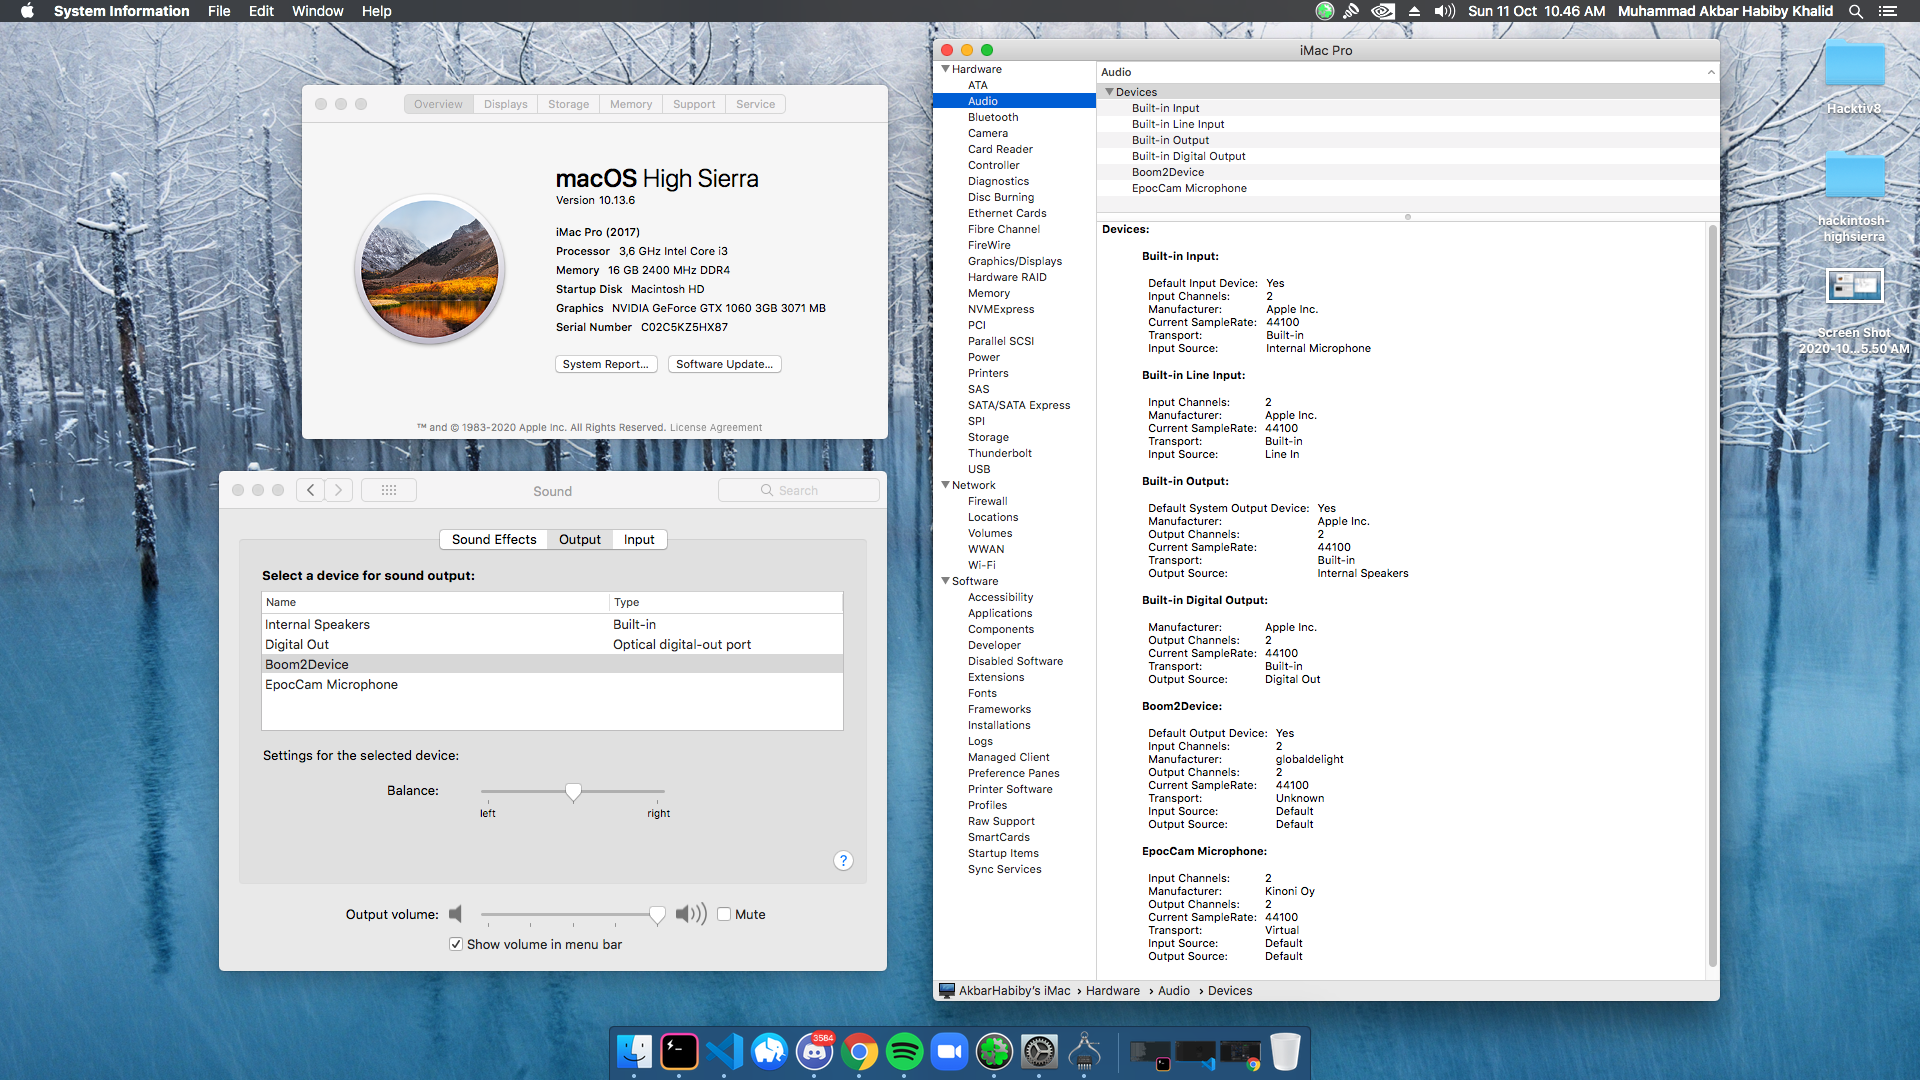 System Information File Edit Window Help
Sun 11 Oct 10.46 AM Muhammad Akbar Habiby Khalid
Overview Displays Storage Memory Support Service
macOS High Sierra
Version 10.13.6
iMac Pro (2017)
Processor 3,6 GHz Intel Core i3
Memory 16 GB 2400 MHz DDR4
Startup Disk Macintosh HD
Graphics NVIDIA GeForce GTX 1060 3GB 3071 MB
Serial Number C02C5KZ5HX87
System Report... Software Update...
™ and © 1983-2020 Apple Inc. All Rights Reserved. License Agreement
Sound
Search
Sound Effects Output Input
Select a device for sound output:
Name Type
Internal Speakers Built-in
Digital Out Optical digital-out port
Boom2Device
EpocCam Microphone
Settings for the selected device:
Balance:
left right
?
Output volume: Mute
Show volume in menu bar
iMac Pro
Hardware
ATA
Audio
Bluetooth
Camera
Card Reader
Controller
Diagnostics
Disc Burning
Ethernet Cards
Fibre Channel
FireWire
Graphics/Displays
Hardware RAID
Memory
NVMExpress
PCI
Parallel SCSI
Power
Printers
SAS
SATA/SATA Express
SPI
Storage
Thunderbolt
USB
Network
Firewall
Locations
Volumes
WWAN
Wi-Fi
Software
Accessibility
Applications
Components
Developer
Disabled Software
Extensions
Fonts
Frameworks
Installations
Logs
Managed Client
Preference Panes
Printer Software
Profiles
Raw Support
SmartCards
Startup Items
Sync Services
Audio
Devices
Built-in Input
Built-in Line Input
Built-in Output
Built-in Digital Output
Boom2Device
EpocCam Microphone
Devices:
Built-in Input:
Default Input Device: Yes
Input Channels: 2
Manufacturer: Apple Inc.
Current SampleRate: 44100
Transport: Built-in
Input Source: Internal Microphone
Built-in Line Input:
Input Channels: 2
Manufacturer: Apple Inc.
Current SampleRate: 44100
Transport: Built-in
Input Source: Line In
Built-in Output:
Default System Output Device: Yes
Manufacturer: Apple Inc.
Output Channels: 2
Current SampleRate: 44100
Transport: Built-in
Output Source: Internal Speakers
Built-in Digital Output:
Manufacturer: Apple Inc.
Output Channels: 2
Current SampleRate: 44100
Transport: Built-in
Output Source: Digital Out
Boom2Device:
Default Output Device: Yes
Input Channels: 2
Manufacturer: globaldelight
Output Channels: 2
Current SampleRate: 44100
Transport: Unknown
Input Source: Default
Output Source: Default
EpocCam Microphone:
Input Channels: 2
Manufacturer: Kinoni Oy
Output Channels: 2
Current SampleRate: 44100
Transport: Virtual
Input Source: Default
Output Source: Default
AkbarHabiby's iMac › Hardware › Audio › Devices
Hacktiv8
hackintosh-
highsierra
Screen Shot
2020-10...5.50 AM
3584